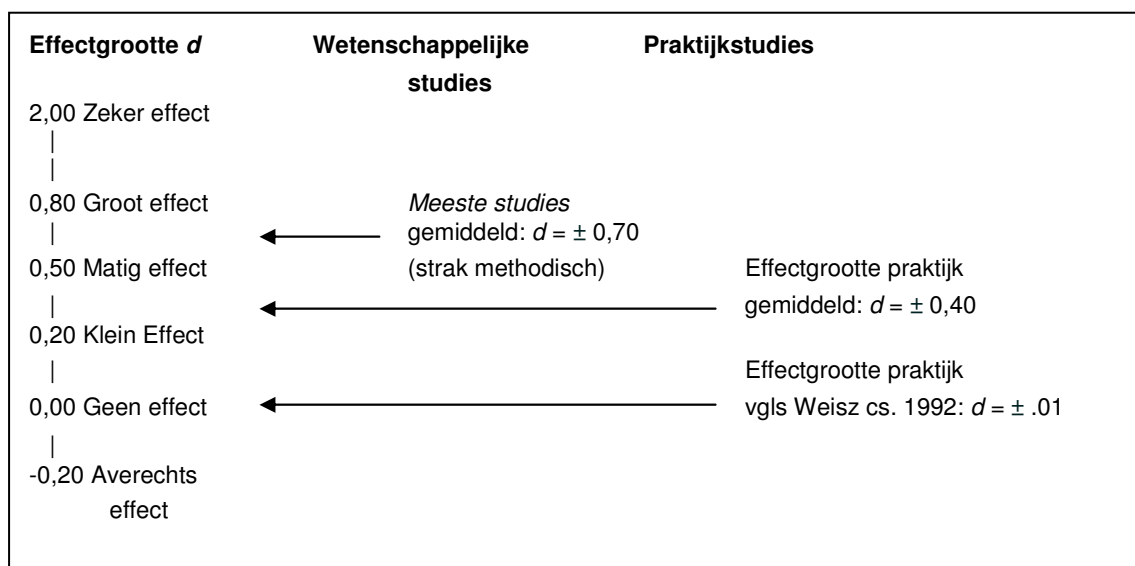 Effectgrootte d Wetenschappelijke studies Praktijkstudies
2,00 Zeker effect
|
|
0,80 Groot effect Meeste studies
| gemiddeld: d = ± 0,70
0,50 Matig effect (strak methodisch) Effectgrootte praktijk
| gemiddeld: d = ± 0,40
0,20 Klein Effect
| Effectgrootte praktijk
0,00 Geen effect vgls Weisz cs. 1992: d = ± .01
|
-0,20 Averechts
effect